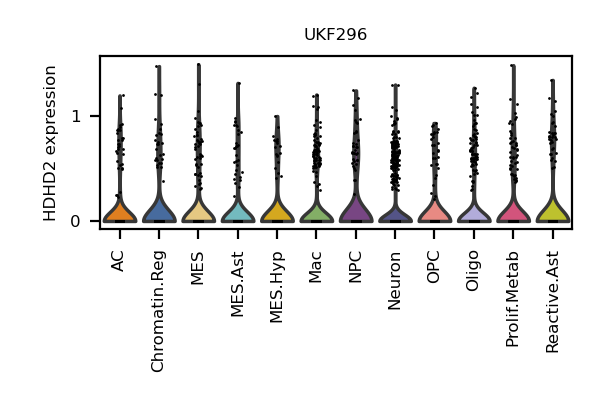 UKF296
HDHD2 expression
1
0
AC
Chromatin.Reg
MES
MES.Ast
MES.Hyp
Mac
NPC
Neuron
OPC
Oligo
Prolif.Metab
Reactive.Ast